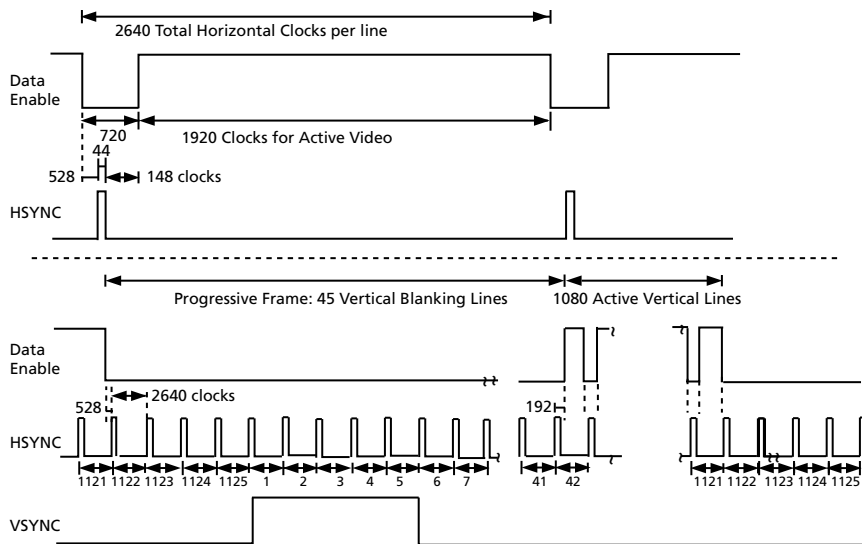 2640 Total Horizontal Clocks per line
Data
Enable
720
1920 Clocks for Active Video
44
528
148 clocks
HSYNC
Progressive Frame: 45 Vertical Blanking Lines
1080 Active Vertical Lines
Data
Enable
2640 clocks
528
192
HSYNC
1121 1122 1123 1124 1125 1 2 3 4 5 6 7 41 42 1121 1122 1123 1124 1125
VSYNC